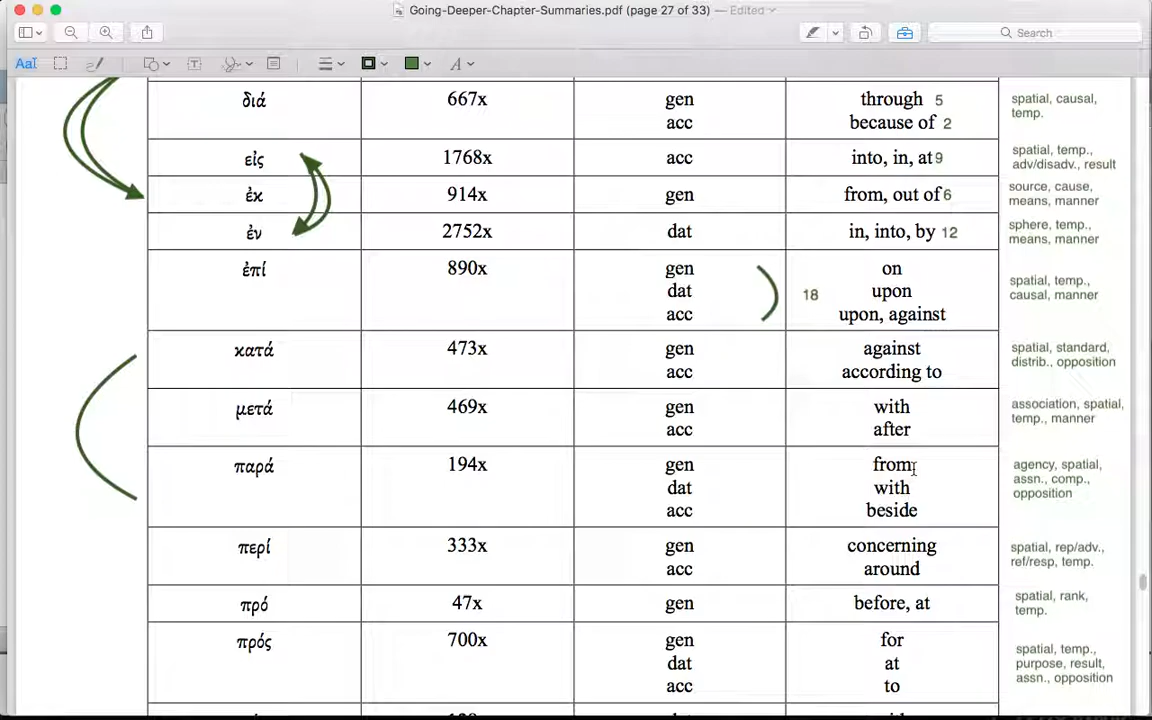 Going-Deeper-Chapter-Summaries.pdf (page 27 of 33) — Edited
Search
διά 667x gen through 5 spatial, causal,
acc because of 2 temp.
εἰς 1768x acc into, in, at 9 spatial, temp.,
adv/disadv., result
ἐκ 914x gen from, out of 6 source, cause,
means, manner
ἐν 2752x dat in, into, by 12 sphere, temp.,
means, manner
ἐπί 890x gen on
dat 18 upon spatial, temp.,
acc upon, against causal, manner
κατά 473x gen against spatial, standard,
acc according to distrib., opposition
μετά 469x gen with association, spatial,
acc after temp., manner
παρά 194x gen from agency, spatial,
dat with assn., comp.,
acc beside opposition
περί 333x gen concerning spatial, rep/adv.,
acc around ref/resp, temp.
πρό 47x gen before, at spatial, rank,
temp.
πρός 700x gen for spatial, temp.,
dat at purpose, result,
acc to assn., opposition